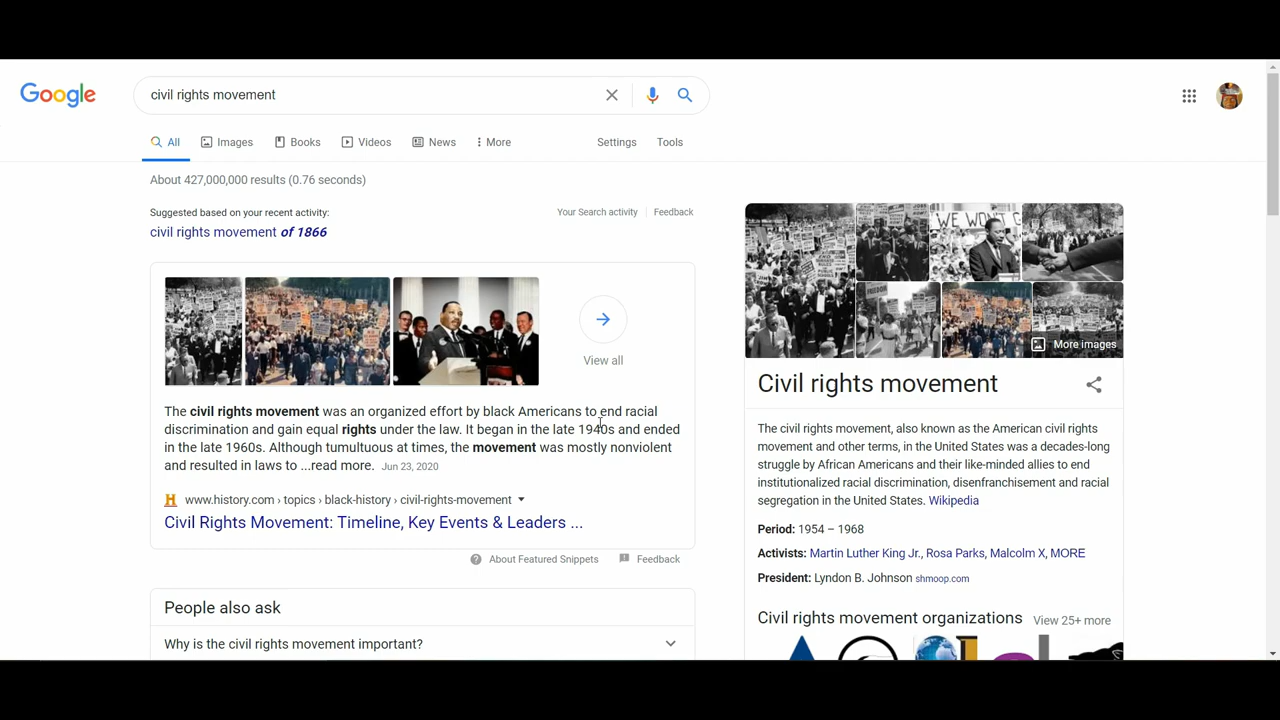 Google
civil rights movement
All Images Books Videos News More Settings Tools
About 427,000,000 results (0.76 seconds)
Suggested based on your recent activity:
Your Search activity Feedback
civil rights movement of 1866
View all
The civil rights movement was an organized effort by black Americans to end racial
discrimination and gain equal rights under the law. It began in the late 1940s and ended
in the late 1960s. Although tumultuous at times, the movement was mostly nonviolent
and resulted in laws to ...read more. Jun 23, 2020
H www.history.com › topics › black-history › civil-rights-movement
Civil Rights Movement: Timeline, Key Events & Leaders ...
About Featured Snippets Feedback
People also ask
Why is the civil rights movement important?
WE WON'T
FREEDOM
More images
Civil rights movement
The civil rights movement, also known as the American civil rights
movement and other terms, in the United States was a decades-long
struggle by African Americans and their like-minded allies to end
institutionalized racial discrimination, disenfranchisement and racial
segregation in the United States. Wikipedia
Period: 1954 – 1968
Activists: Martin Luther King Jr., Rosa Parks, Malcolm X, MORE
President: Lyndon B. Johnson shmoop.com
Civil rights movement organizations View 25+ more